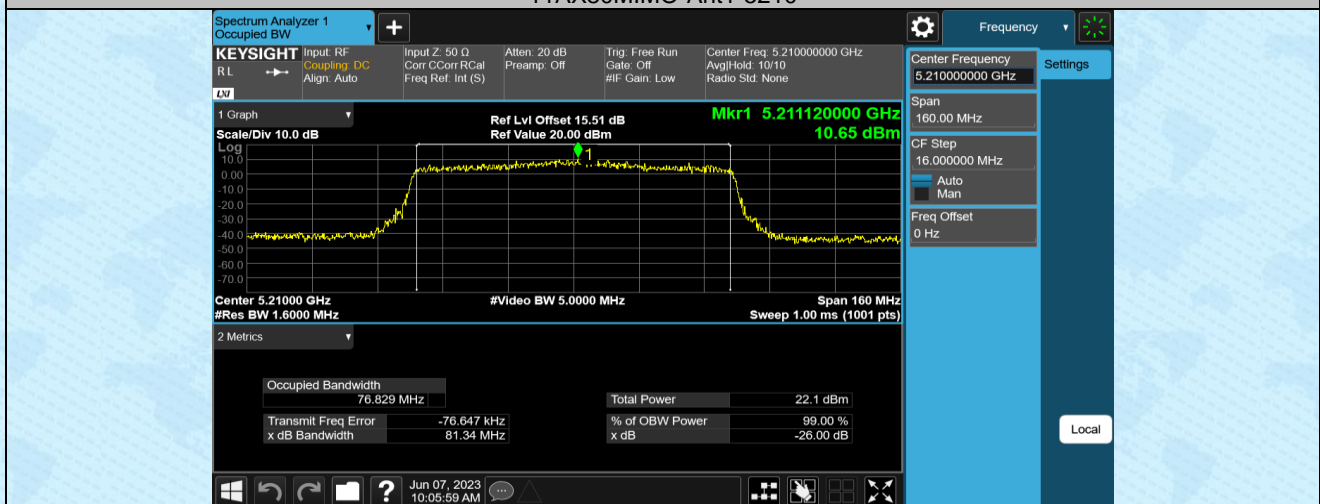 11AX80MIMO-Ant1-5210
Spectrum Analyzer 1
Occupied BW
Frequency
KEYSIGHT
RL
LXI
Input: RF
Coupling: DC
Align: Auto
Input Z: 50 Ω
Corr CCorr RCal
Freq Ref: Int (S)
Atten: 20 dB
Preamp: Off
Trig: Free Run
Gate: Off
#IF Gain: Low
Center Freq: 5.210000000 GHz
Avg|Hold: 10/10
Radio Std: None
Center Frequency
5.210000000 GHz
Settings
Span
160.00 MHz
CF Step
16.000000 MHz
Auto
Man
Freq Offset
0 Hz
1 Graph
Ref Lvl Offset 15.51 dB
Mkr1 5.211120000 GHz
Scale/Div 10.0 dB
Ref Value 20.00 dBm
10.65 dBm
Log
1
10.0
0.00
-10.0
-20.0
-30.0
-40.0
-50.0
-60.0
-70.0
Center 5.21000 GHz
#Video BW 5.0000 MHz
Span 160 MHz
#Res BW 1.6000 MHz
Sweep 1.00 ms (1001 pts)
2 Metrics
Occupied Bandwidth
76.829 MHz
Total Power 22.1 dBm
Transmit Freq Error -76.647 kHz
% of OBW Power 99.00 %
x dB Bandwidth 81.34 MHz
x dB -26.00 dB
Local
Jun 07, 2023
10:05:59 AM